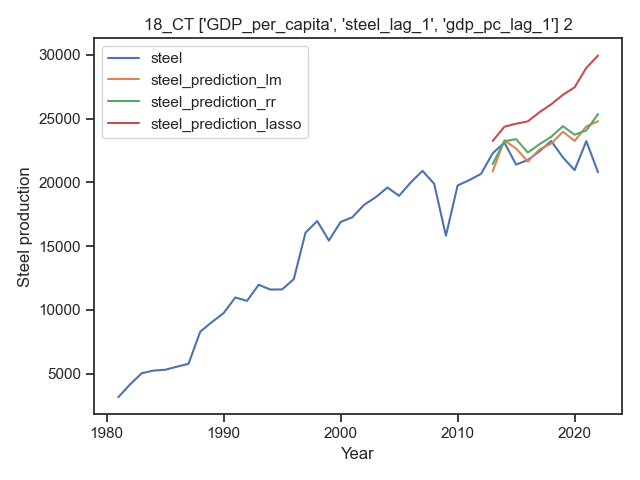 18_CT ['GDP_per_capita', 'steel_lag_1', 'gdp_pc_lag_1'] 2
30000
25000
20000
15000
10000
5000
Steel production
steel
steel_prediction_lm
steel_prediction_rr
steel_prediction_lasso
1980
1990
2000
2010
2020
Year